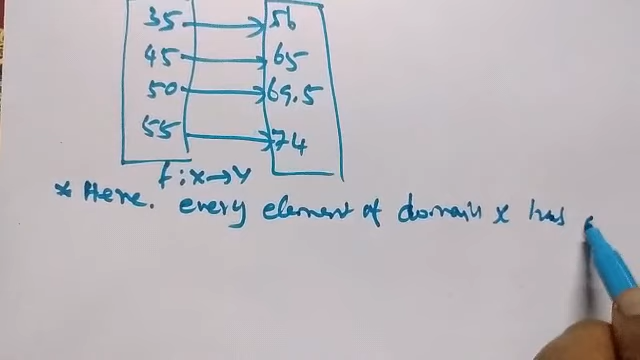 35 56
45 65
50 69.5
55 74
f : x → y
* Here. every element of domain x has